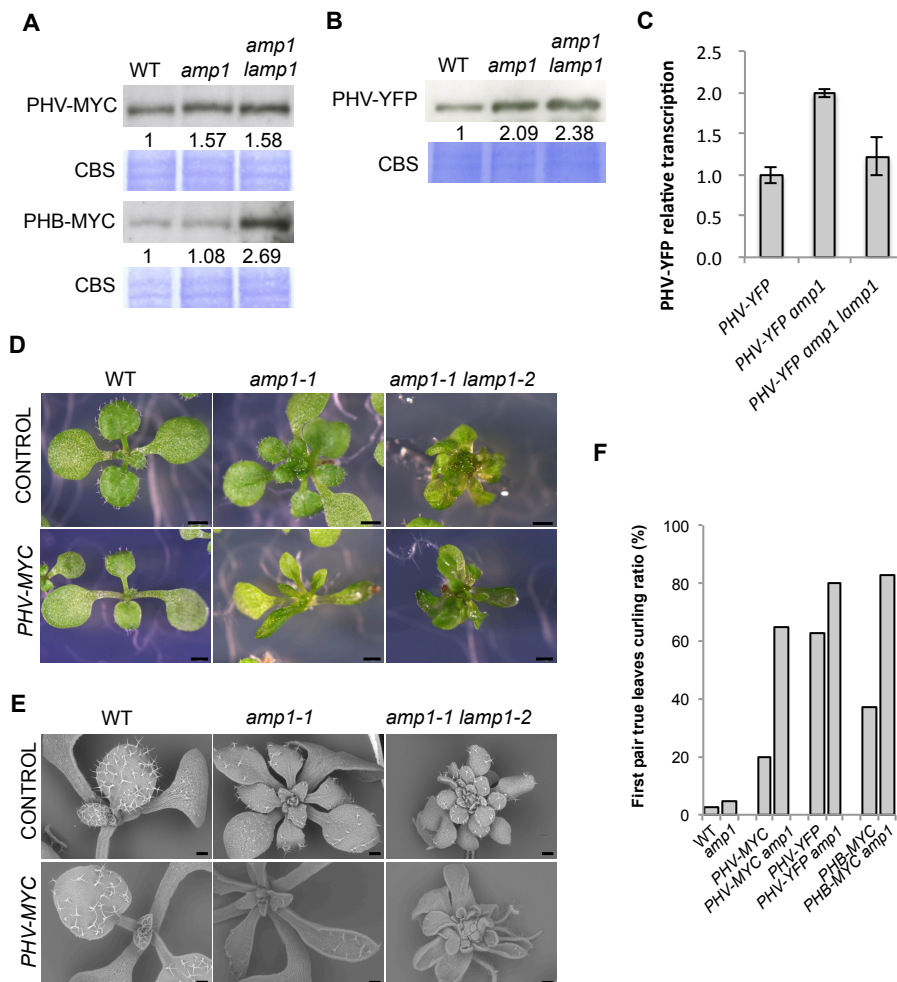 A
WT amp1 amp1 lamp1
PHV-MYC
1 1.57 1.58
CBS
PHB-MYC
1 1.08 2.69
CBS
B
WT amp1 amp1 lamp1
PHV-YFP
1 2.09 2.38
CBS
C
PHV-YFP relative transcription
2.5
2.0
1.5
1.0
0.5
0.0
PHV-YFP
PHV-YFP amp1
PHV-YFP amp1 lamp1
D
WT amp1-1 amp1-1 lamp1-2
CONTROL
PHV-MYC
E
WT amp1-1 amp1-1 lamp1-2
CONTROL
PHV-MYC
F
First pair true leaves curling ratio (%)
100
80
60
40
20
0
WT
amp1
PHV-MYC
PHV-MYC amp1
PHV-YFP
PHV-YFP amp1
PHB-MYC
PHB-MYC amp1